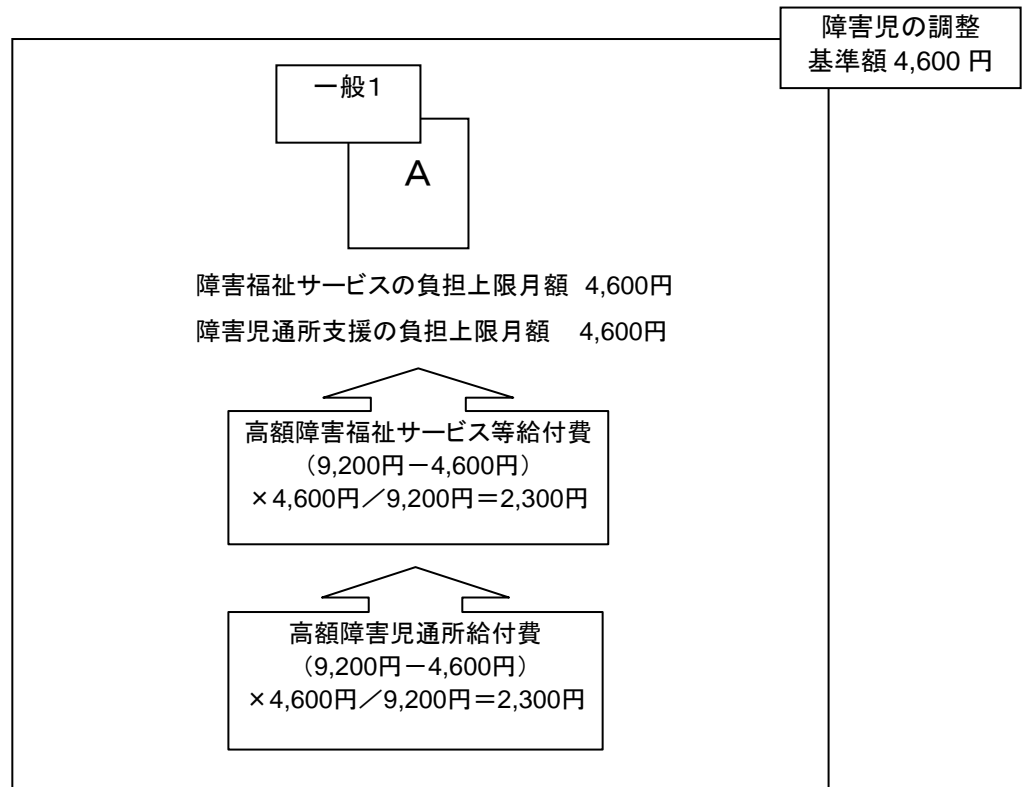 障害児の調整
基準額 4,600 円
一般1
A
障害福祉サービスの負担上限月額 4,600円
障害児通所支援の負担上限月額 4,600円
高額障害福祉サービス等給付費
（9,200円－4,600円）
×4,600円／9,200円＝2,300円
高額障害児通所給付費
（9,200円－4,600円）
×4,600円／9,200円＝2,300円